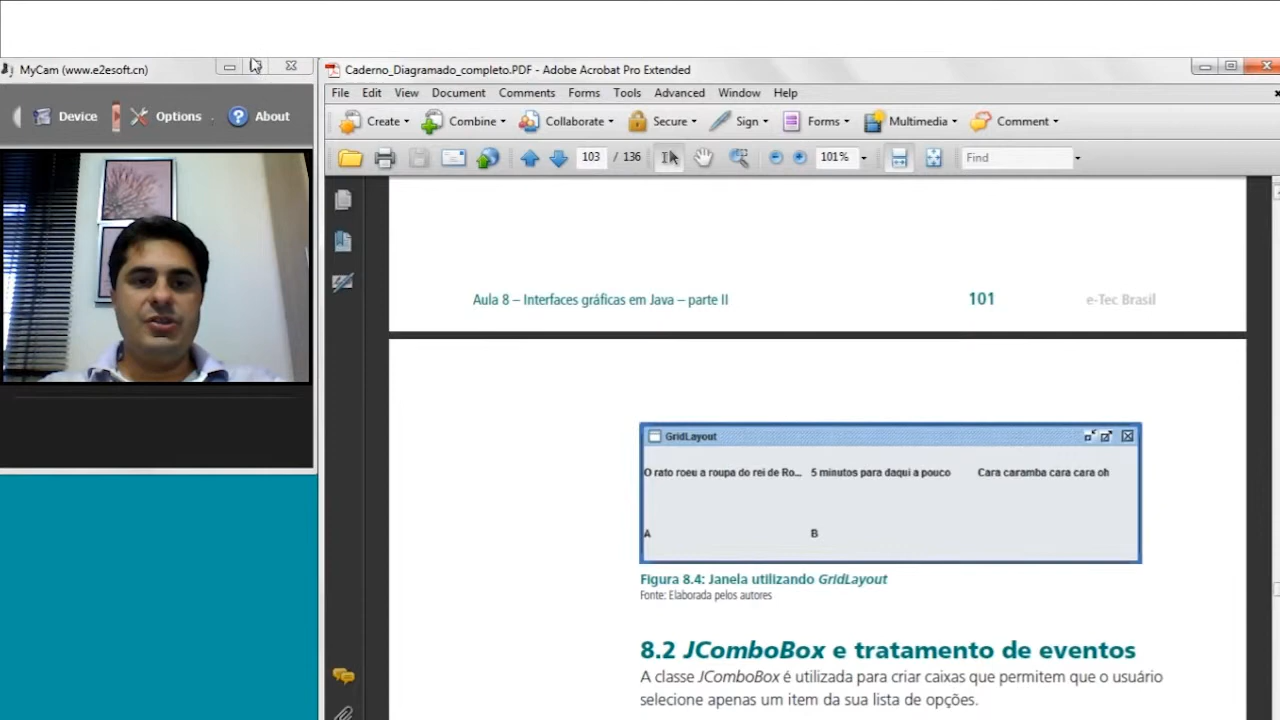 MyCam (www.e2esoft.cn)
Device
Options
About
Caderno_Diagramado_completo.PDF - Adobe Acrobat Pro Extended
File Edit View Document Comments Forms Tools Advanced Window Help
Create Combine Collaborate Secure Sign Forms Multimedia Comment
103 / 136 101% Find
Aula 8 – Interfaces gráficas em Java – parte II 101 e-Tec Brasil
GridLayout
O rato roeu a roupa do rei de Ro... 5 minutos para daqui a pouco Cara caramba cara cara oh
A B
Figura 8.4: Janela utilizando GridLayout
Fonte: Elaborada pelos autores
8.2 JComboBox e tratamento de eventos
A classe JComboBox é utilizada para criar caixas que permitem que o usuário
selecione apenas um item da sua lista de opções.